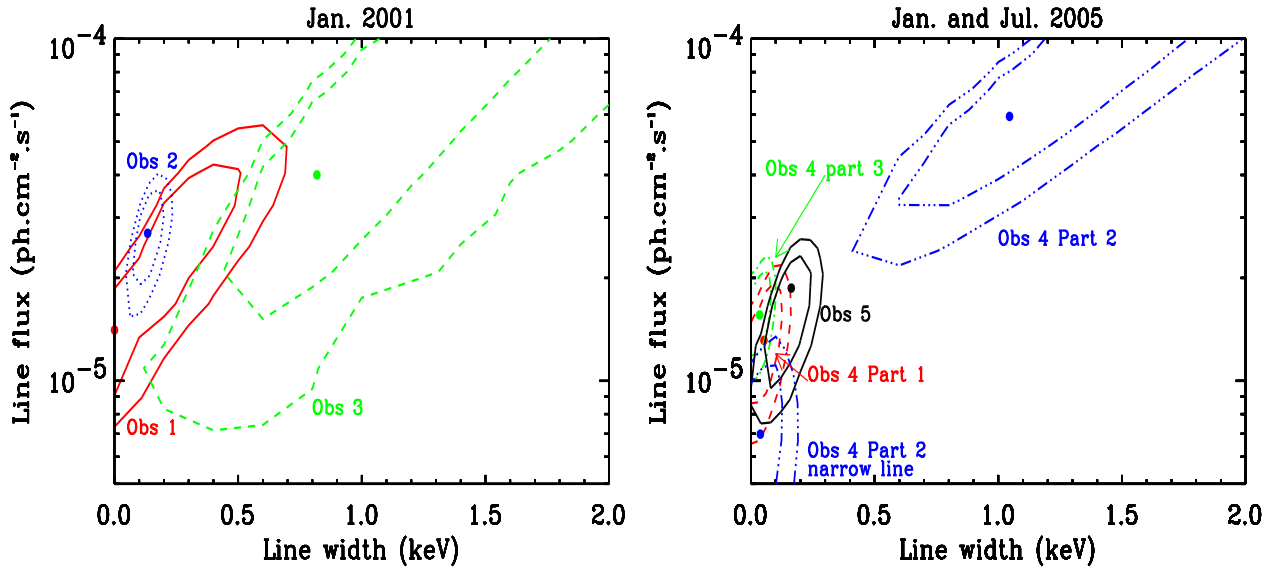 Jan. 2001
10⁻⁴
10⁻⁵
Line flux (ph.cm⁻².s⁻¹)
Obs 2
Obs 1
Obs 3
0.0 0.5 1.0 1.5 2.0
Line width (keV)
Jan. and Jul. 2005
10⁻⁴
10⁻⁵
Line flux (ph.cm⁻².s⁻¹)
Obs 4 part 3
Obs 4 Part 2
Obs 5
Obs 4 Part 1
Obs 4 Part 2
narrow line
0.0 0.5 1.0 1.5 2.0
Line width (keV)